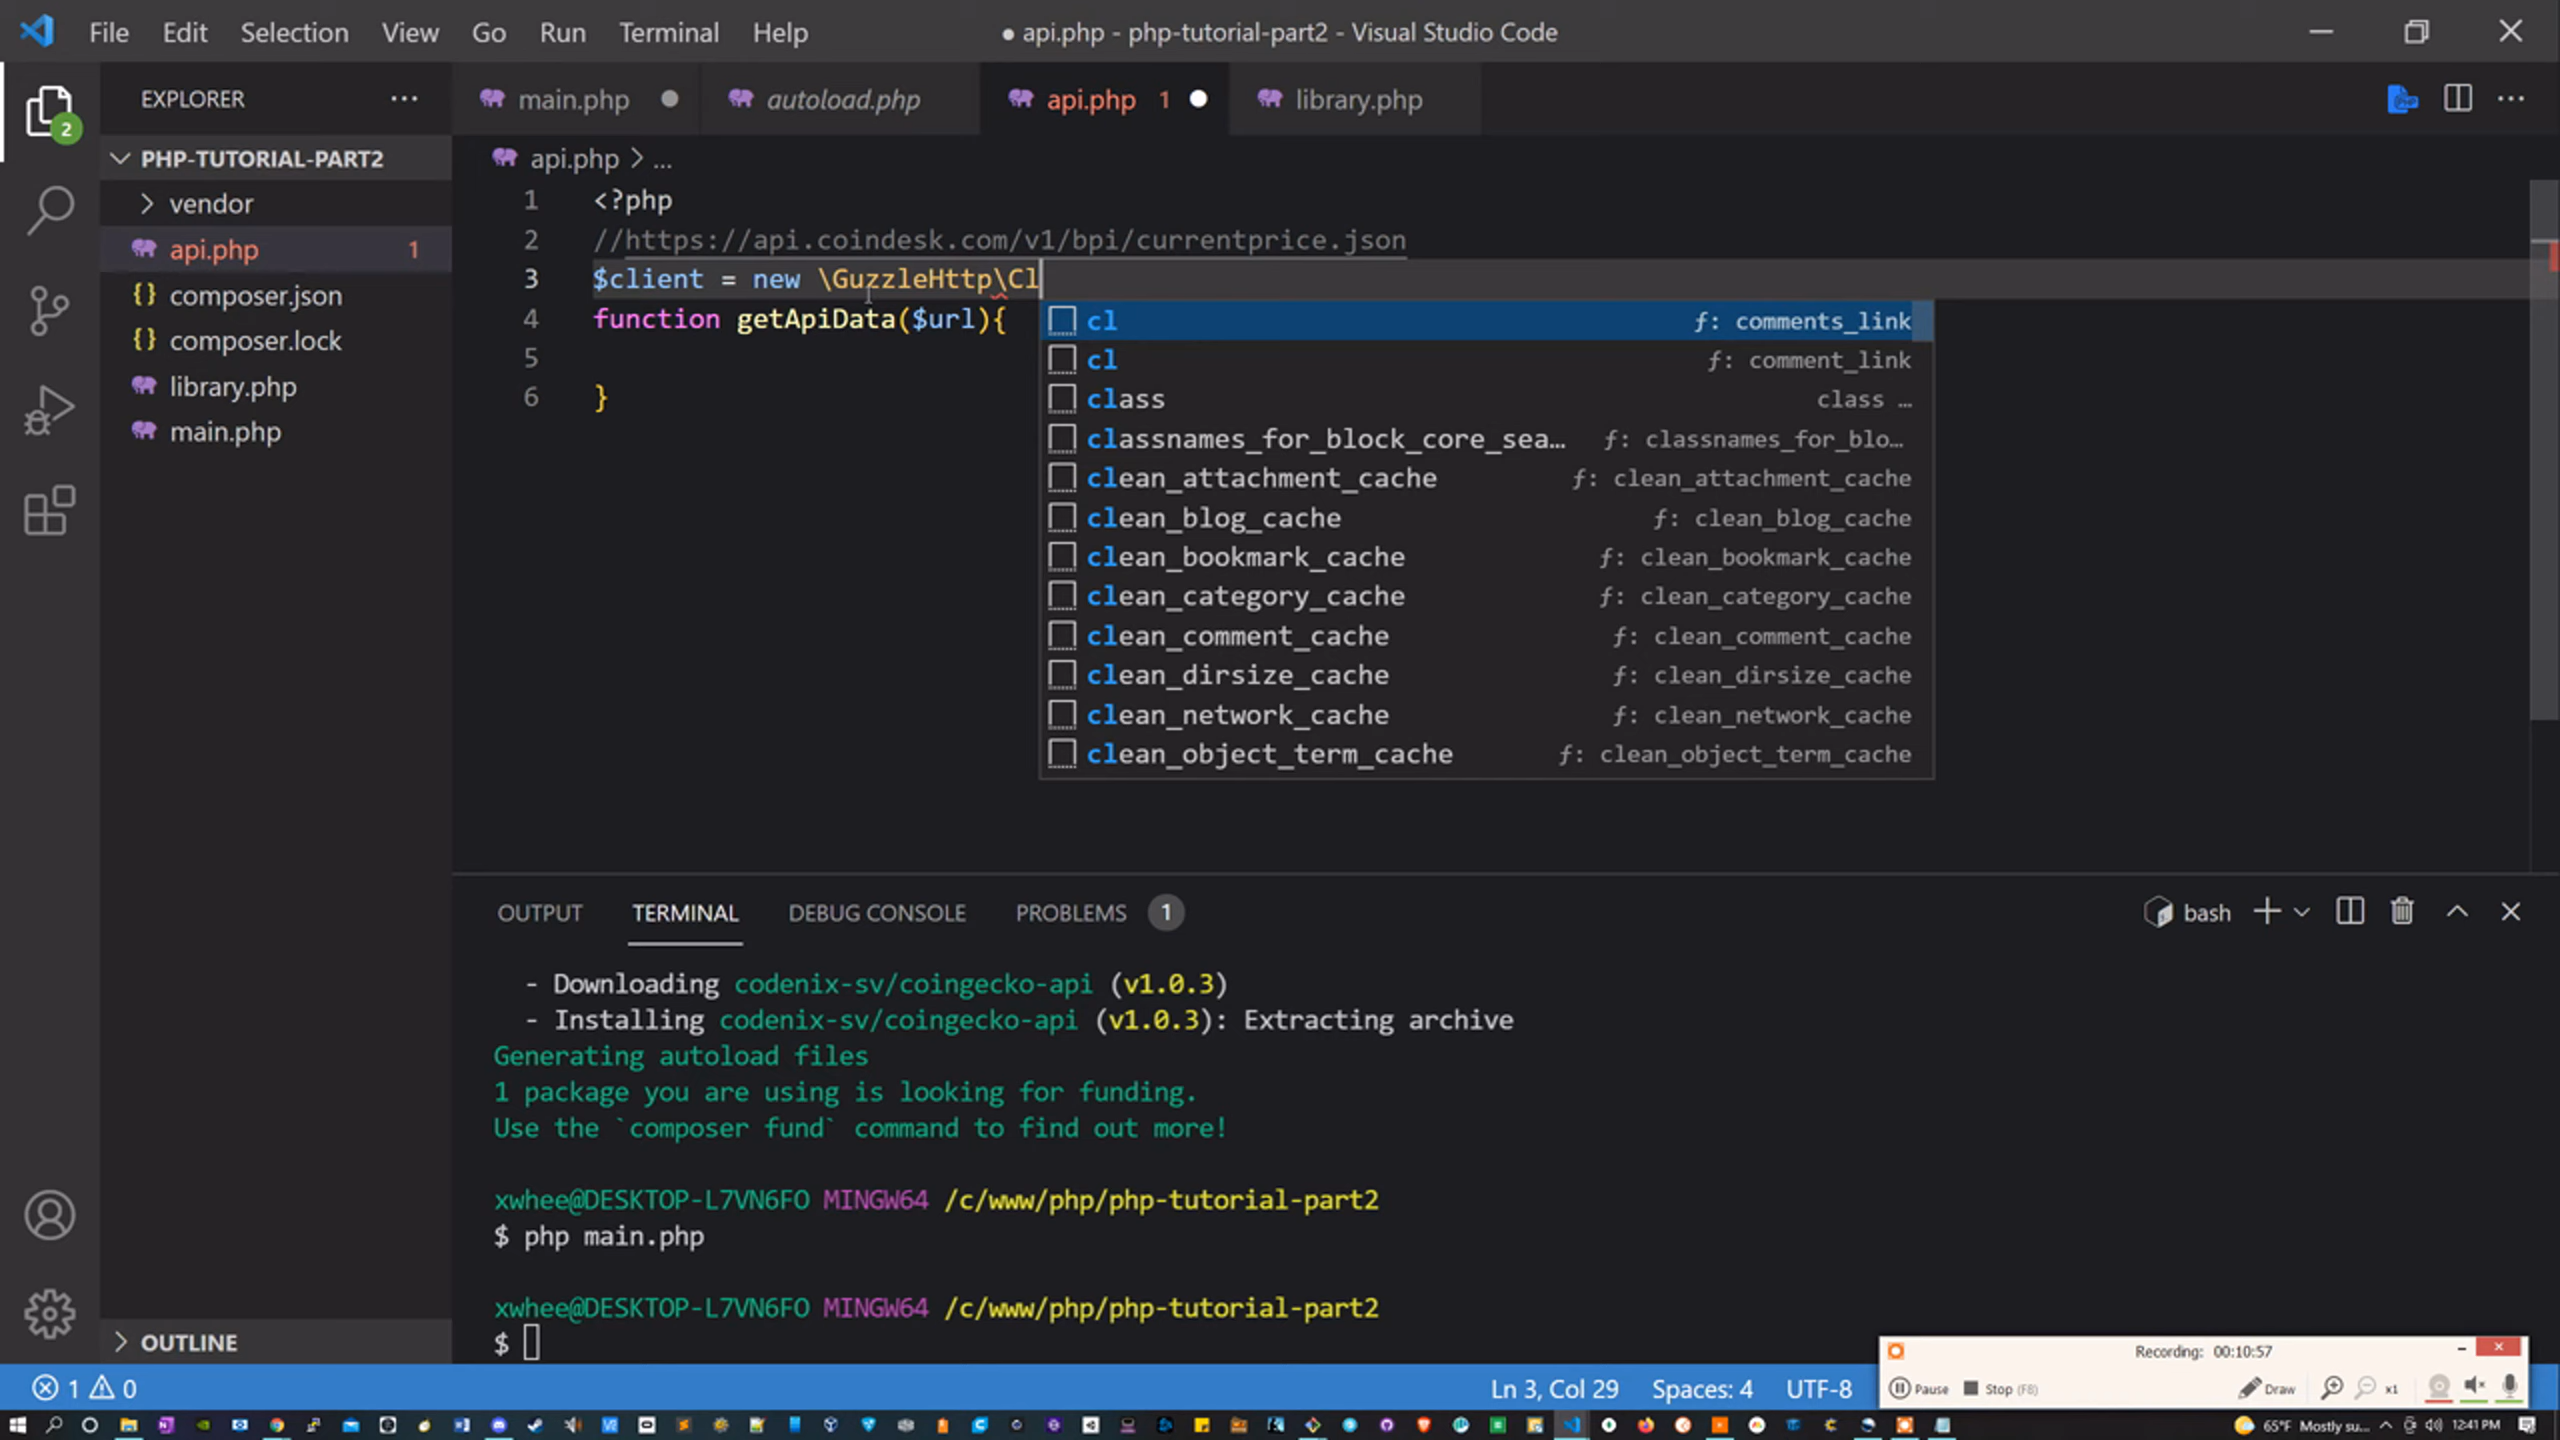 File Edit Selection View Go Run Terminal Help ● api.php - php-tutorial-part2 - Visual Studio Code
EXPLORER ···
main.php autoload.php api.php 1 library.php
PHP-TUTORIAL-PART2
vendor
api.php 1
composer.json
composer.lock
library.php
main.php
OUTLINE
2
api.php > ...
1 <?php
2 //https://api.coindesk.com/v1/bpi/currentprice.json
3 $client = new \GuzzleHttp\Cl
4 function getApiData($url){
5
6 }
cl ƒ: comments_link
cl ƒ: comment_link
class class …
classnames_for_block_core_sea… ƒ: classnames_for_blo…
clean_attachment_cache ƒ: clean_attachment_cache
clean_blog_cache ƒ: clean_blog_cache
clean_bookmark_cache ƒ: clean_bookmark_cache
clean_category_cache ƒ: clean_category_cache
clean_comment_cache ƒ: clean_comment_cache
clean_dirsize_cache ƒ: clean_dirsize_cache
clean_network_cache ƒ: clean_network_cache
clean_object_term_cache ƒ: clean_object_term_cache
OUTPUT TERMINAL DEBUG CONSOLE PROBLEMS 1 bash
- Downloading codenix-sv/coingecko-api (v1.0.3)
- Installing codenix-sv/coingecko-api (v1.0.3): Extracting archive
Generating autoload files
1 package you are using is looking for funding.
Use the `composer fund` command to find out more!
xwhee@DESKTOP-L7VN6FO MINGW64 /c/www/php/php-tutorial-part2
$ php main.php
xwhee@DESKTOP-L7VN6FO MINGW64 /c/www/php/php-tutorial-part2
$
1 0 Ln 3, Col 29 Spaces: 4 UTF-8
Recording: 00:10:57
Pause Stop (F8) Draw x1
65°F Mostly su... 12:41 PM